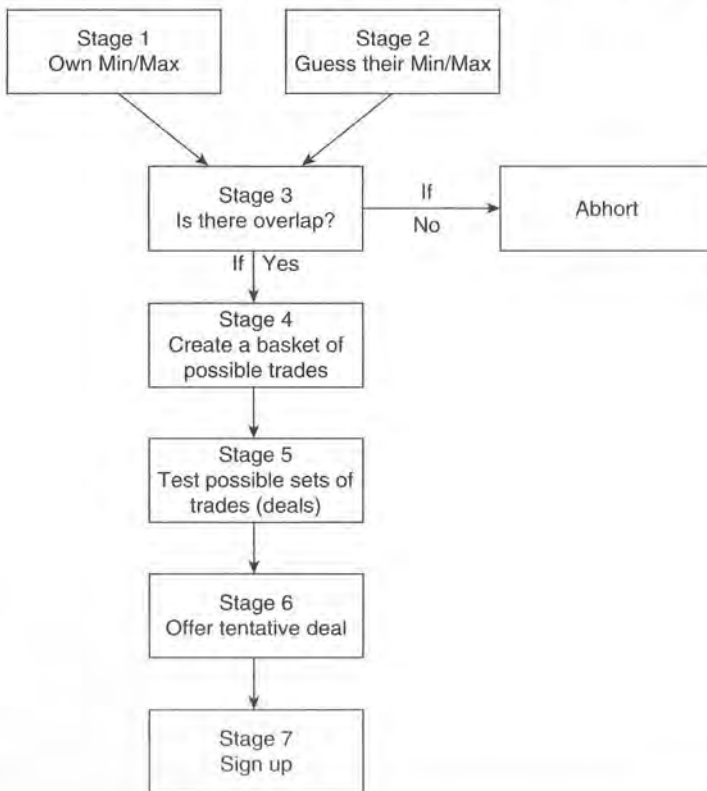 Stage 1
Own Min/Max
Stage 2
Guess their Min/Max
Stage 3
Is there overlap?
If
No
Abhort
If Yes
Stage 4
Create a basket of
possible trades
Stage 5
Test possible sets of
trades (deals)
Stage 6
Offer tentative deal
Stage 7
Sign up